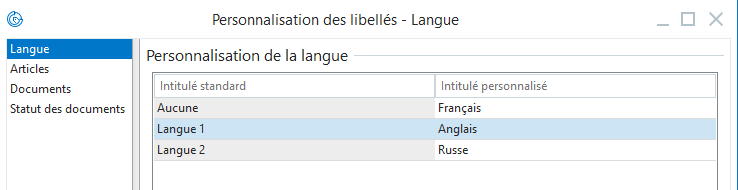 Personnalisation des libellés - Langue
Langue
Articles
Documents
Statut des documents
Personnalisation de la langue
Intitulé standard Intitulé personnalisé
Aucune Français
Langue 1 Anglais
Langue 2 Russe